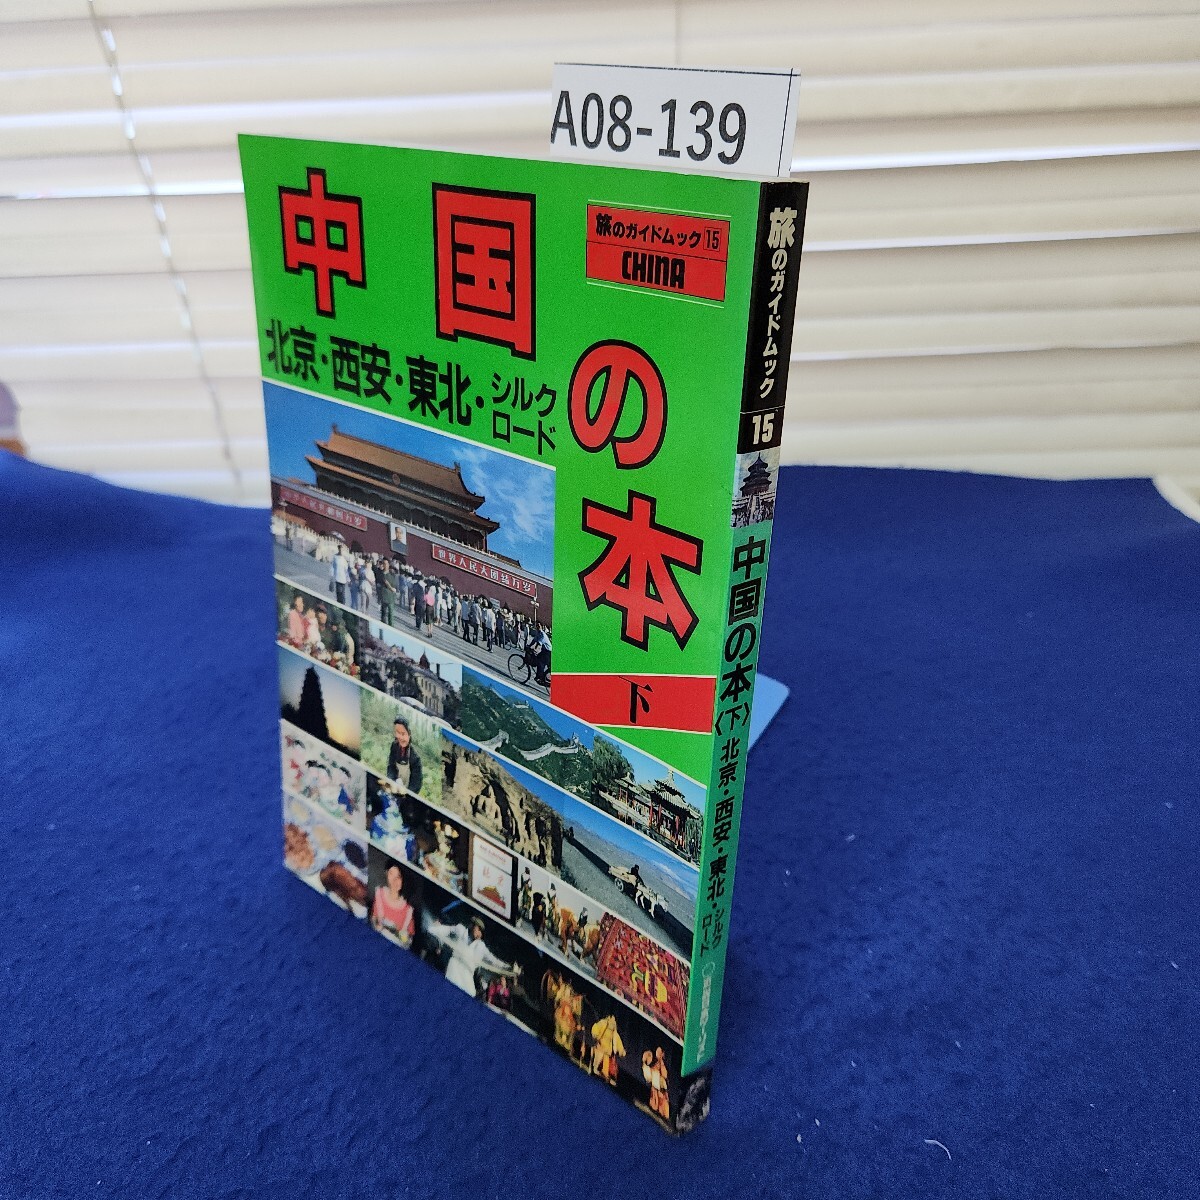 A08-139
旅のガイドムック 15
CHINA
中国の本
北京・西安・東北・シルクロード
世界人民大团结万岁
下
旅のガイドムック
15
中国の本〈下〉北京・西安・東北・シルクロード